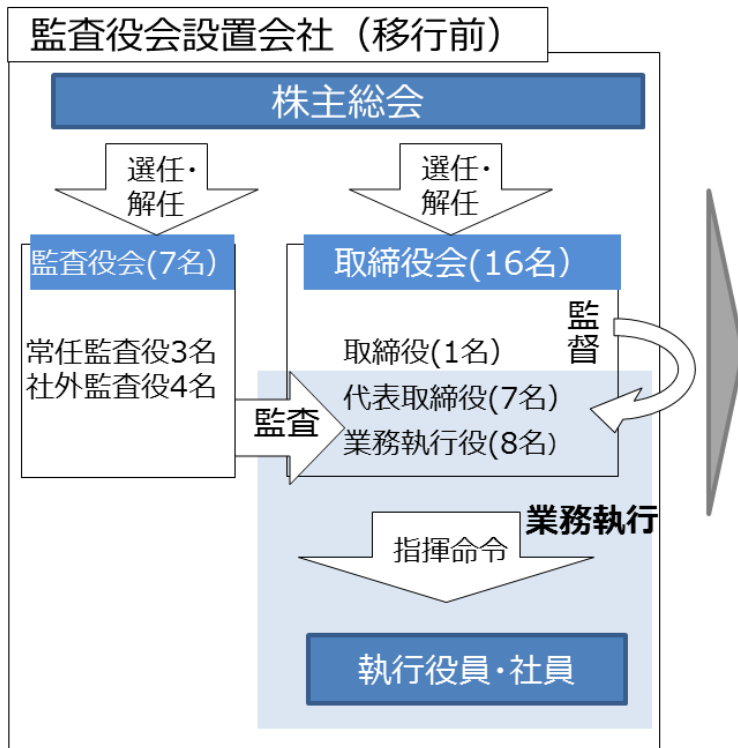 監査役会設置会社（移行前）
株主総会
選任・
解任
選任・
解任
監査役会(7名）
取締役会(16名）
常任監査役3名
社外監査役4名
監
督
取締役(1名）
代表取締役(7名）
業務執行役(8名）
監査
業務執行
指揮命令
執行役員・社員